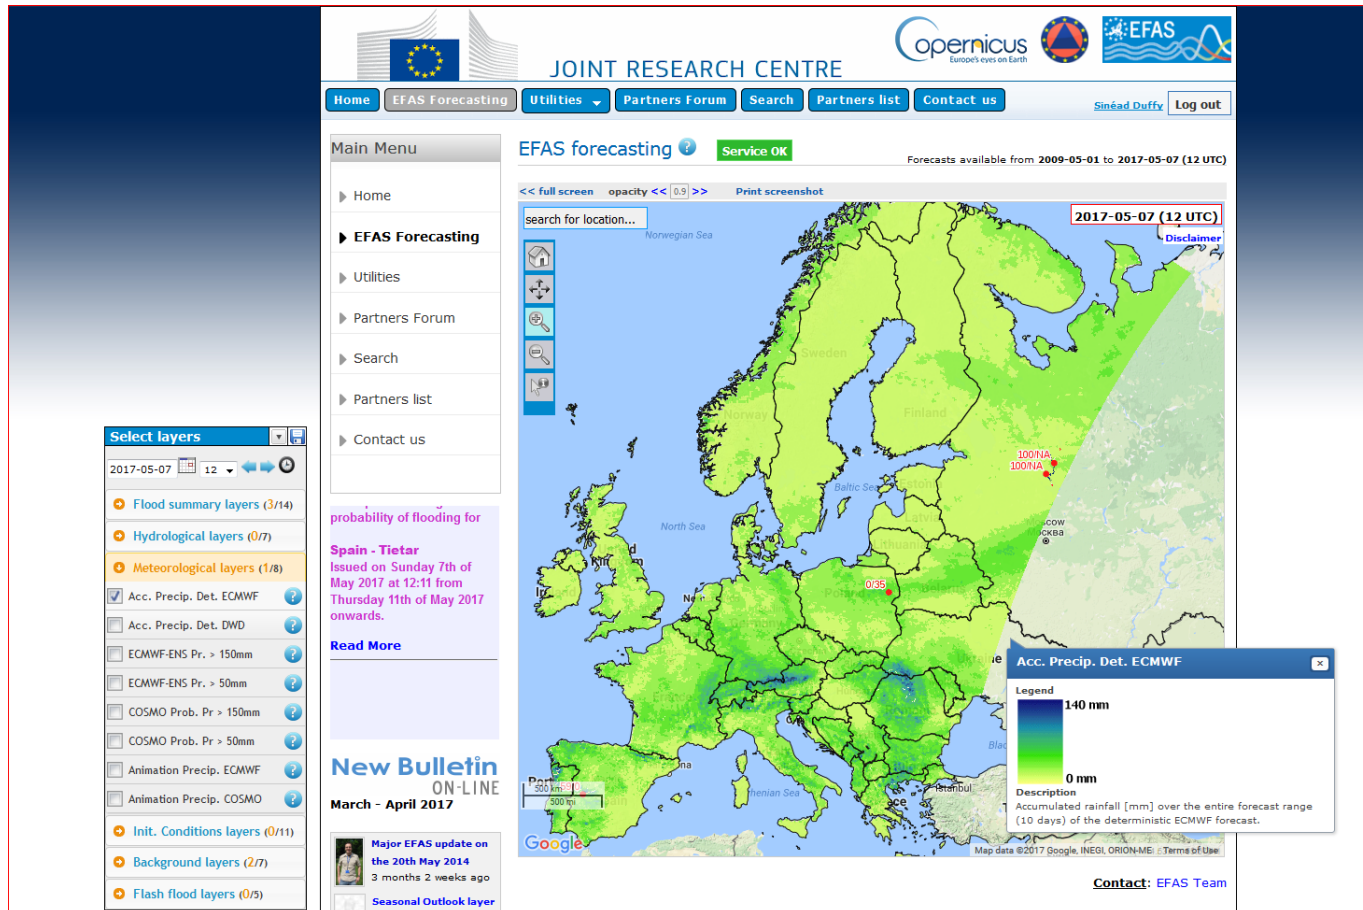 JOINT RESEARCH CENTRE
opernicus
Europe's eyes on Earth
EFAS
Home
EFAS Forecasting
Utilities
Partners Forum
Search
Partners list
Contact us
Sinéad Duffy
Log out
Main Menu
Home
EFAS Forecasting
Utilities
Partners Forum
Search
Partners list
Contact us
probability of flooding for
Spain - Tietar
Issued on Sunday 7th of
May 2017 at 12:11 from
Thursday 11th of May 2017
onwards.
Read More
New Bulletin
ON-LINE
March - April 2017
Major EFAS update on
the 20th May 2014
3 months 2 weeks ago
Seasonal Outlook layer
EFAS forecasting
Service OK
Forecasts available from 2009-05-01 to 2017-05-07 (12 UTC)
<< full screen
opacity << 0.9 >>
Print screenshot
search for location...
2017-05-07 (12 UTC)
Disclaimer
Norwegian Sea
Sweden
Norway
Finland
100/NA
100/NA
Baltic Sea
Estonia
Latvia
Lithuania
North Sea
МОСКВА
0/35
Poland
Belarus
Germany
France
Istanbul
500 km
500 mi
Google
Map data ©2017 Google, INEGI, ORION-ME
Terms of Use
Acc. Precip. Det. ECMWF
Legend
140 mm
0 mm
Description
Accumulated rainfall [mm] over the entire forecast range
(10 days) of the deterministic ECMWF forecast.
Contact: EFAS Team
Select layers
2017-05-07
12
Flood summary layers (3/14)
Hydrological layers (0/7)
Meteorological layers (1/8)
Acc. Precip. Det. ECMWF
Acc. Precip. Det. DWD
ECMWF-ENS Pr. > 150mm
ECMWF-ENS Pr. > 50mm
COSMO Prob. Pr > 150mm
COSMO Prob. Pr > 50mm
Animation Precip. ECMWF
Animation Precip. COSMO
Init. Conditions layers (0/11)
Background layers (2/7)
Flash flood layers (0/5)